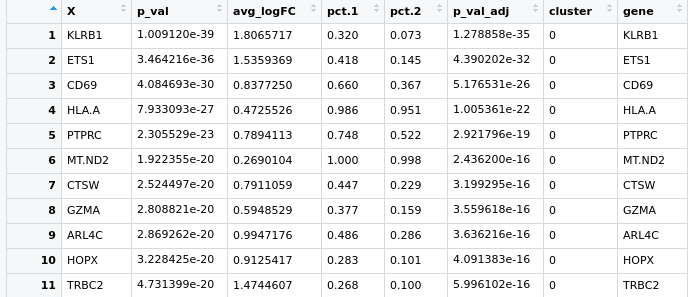 X p_val avg_logFC pct.1 pct.2 p_val_adj cluster gene
1 KLRB1 1.009120e-39 1.8065717 0.320 0.073 1.278858e-35 0 KLRB1
2 ETS1 3.464216e-36 1.5359369 0.418 0.145 4.390202e-32 0 ETS1
3 CD69 4.084693e-30 0.8377250 0.660 0.367 5.176531e-26 0 CD69
4 HLA.A 7.933093e-27 0.4725526 0.986 0.951 1.005361e-22 0 HLA.A
5 PTPRC 2.305529e-23 0.7894113 0.748 0.522 2.921796e-19 0 PTPRC
6 MT.ND2 1.922355e-20 0.2690104 1.000 0.998 2.436200e-16 0 MT.ND2
7 CTSW 2.524497e-20 0.7911059 0.447 0.229 3.199295e-16 0 CTSW
8 GZMA 2.808821e-20 0.5948529 0.377 0.159 3.559618e-16 0 GZMA
9 ARL4C 2.869262e-20 0.9947176 0.486 0.286 3.636216e-16 0 ARL4C
10 HOPX 3.228425e-20 0.9125417 0.283 0.101 4.091383e-16 0 HOPX
11 TRBC2 4.731399e-20 1.4744607 0.268 0.100 5.996102e-16 0 TRBC2